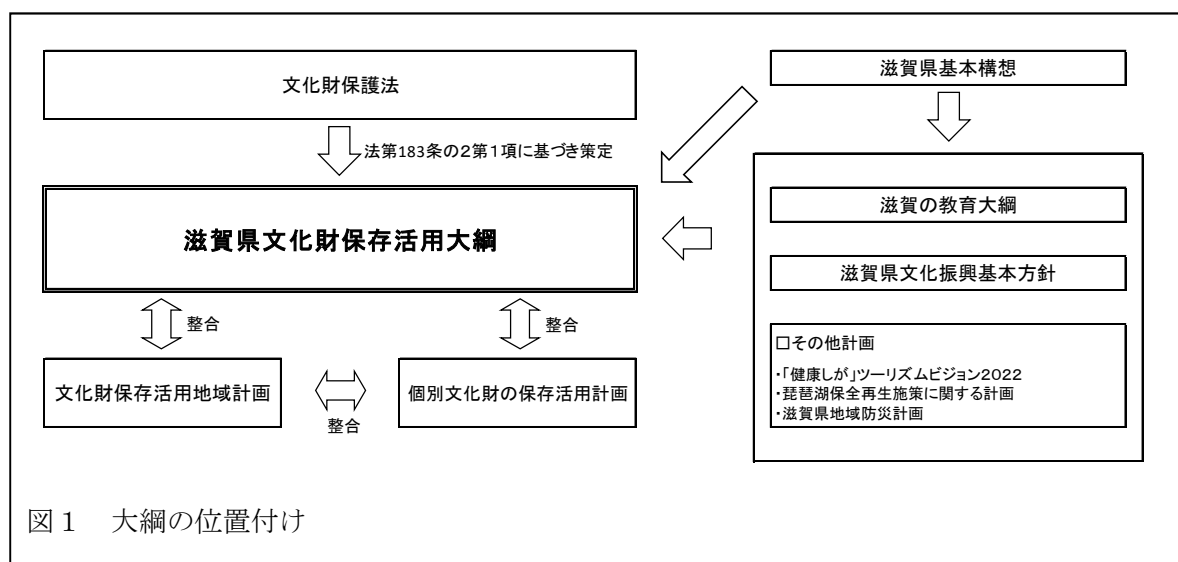 文化財保護法
法第183条の2第1項に基づき策定
滋賀県文化財保存活用大綱
整合
整合
文化財保存活用地域計画
整合
個別文化財の保存活用計画
滋賀県基本構想
滋賀の教育大綱
滋賀県文化振興基本方針
□その他計画
・「健康しが」ツーリズムビジョン2022
・琵琶湖保全再生施策に関する計画
・滋賀県地域防災計画
図1 大綱の位置付け